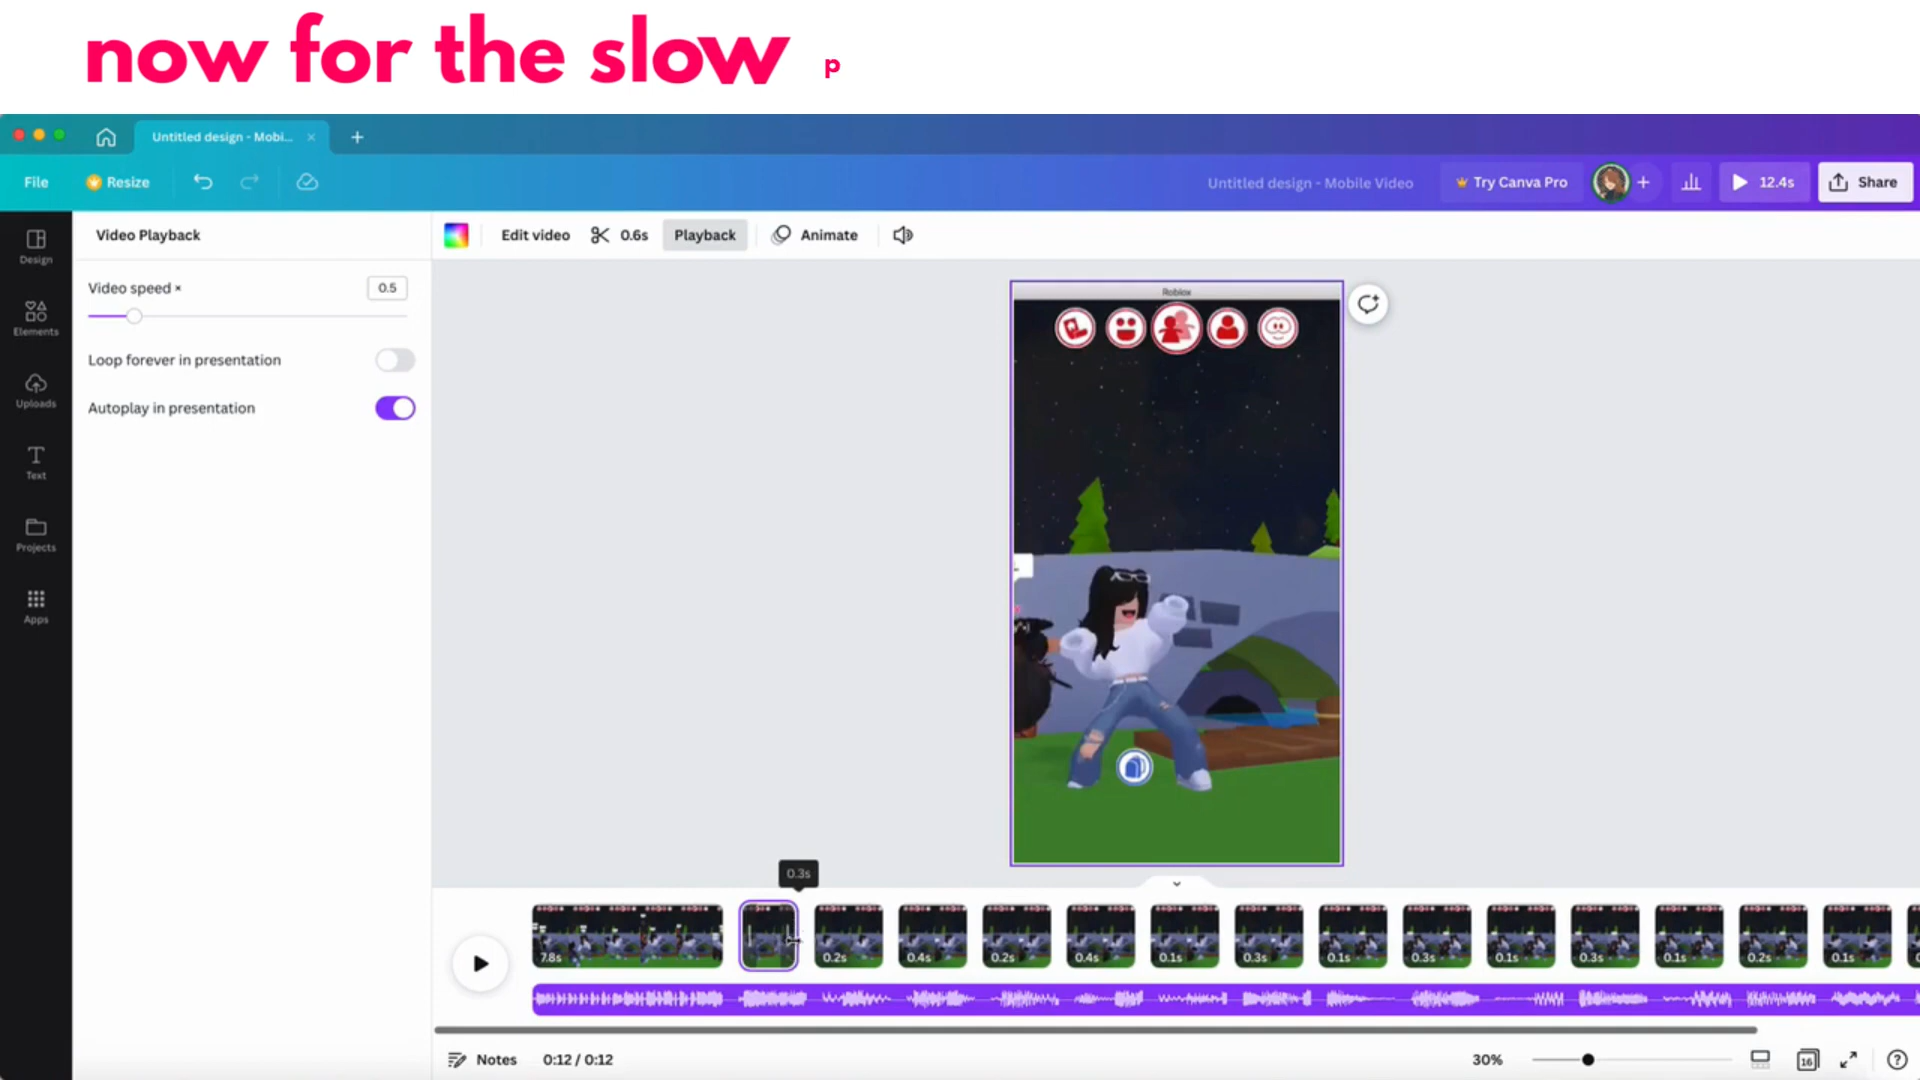 now for the slow p
Untitled design - Mobi...
File
Resize
Untitled design - Mobile Video
Try Canva Pro
12.4s
Share
Design
Elements
Uploads
Text
Projects
Apps
Video Playback
Video speed ×
0.5
Loop forever in presentation
Autoplay in presentation
Edit video
0.6s
Playback
Animate
Roblox
0.3s
7.8s
0.2s
0.4s
0.2s
0.4s
0.1s
0.3s
0.1s
0.3s
0.1s
0.3s
0.1s
0.2s
0.1s
Notes
0:12 / 0:12
30%
16